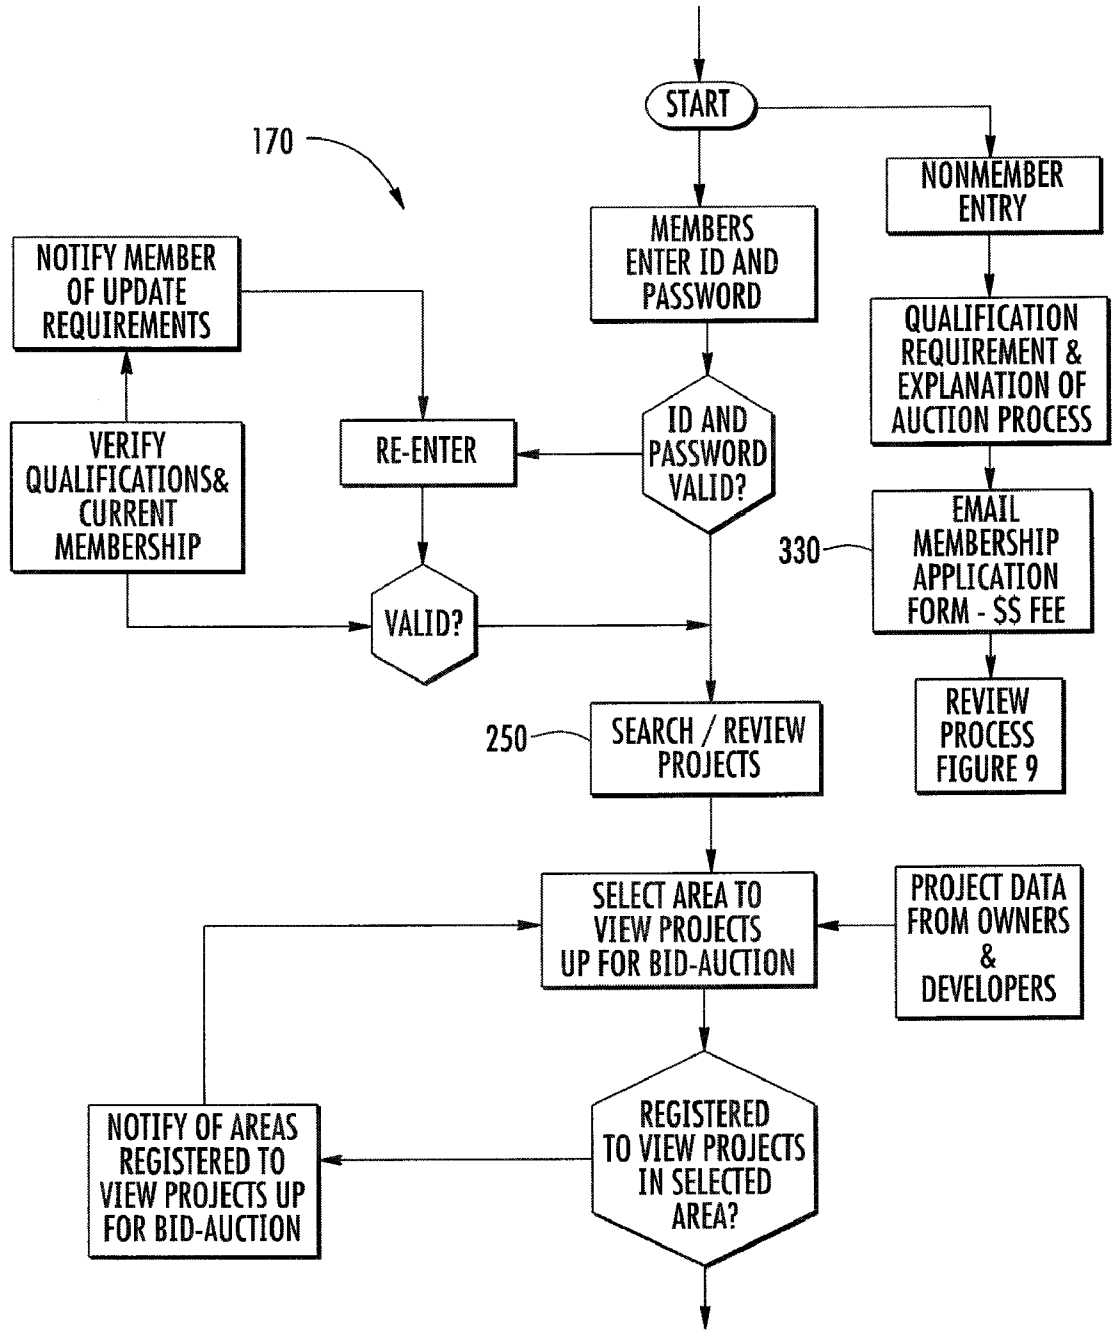 START
170
NONMEMBER
ENTRY
MEMBERS
ENTER ID AND
PASSWORD
NOTIFY MEMBER
OF UPDATE
REQUIREMENTS
QUALIFICATION
REQUIREMENT &
EXPLANATION OF
AUCTION PROCESS
ID AND
PASSWORD
VALID?
RE-ENTER
VERIFY
QUALIFICATIONS&
CURRENT
MEMBERSHIP
330
EMAIL
MEMBERSHIP
APPLICATION
FORM - $$ FEE
VALID?
250
SEARCH / REVIEW
PROJECTS
REVIEW
PROCESS
FIGURE 9
SELECT AREA TO
VIEW PROJECTS
UP FOR BID-AUCTION
PROJECT DATA
FROM OWNERS
&
DEVELOPERS
NOTIFY OF AREAS
REGISTERED TO
VIEW PROJECTS UP
FOR BID-AUCTION
REGISTERED
TO VIEW PROJECTS
IN SELECTED
AREA?